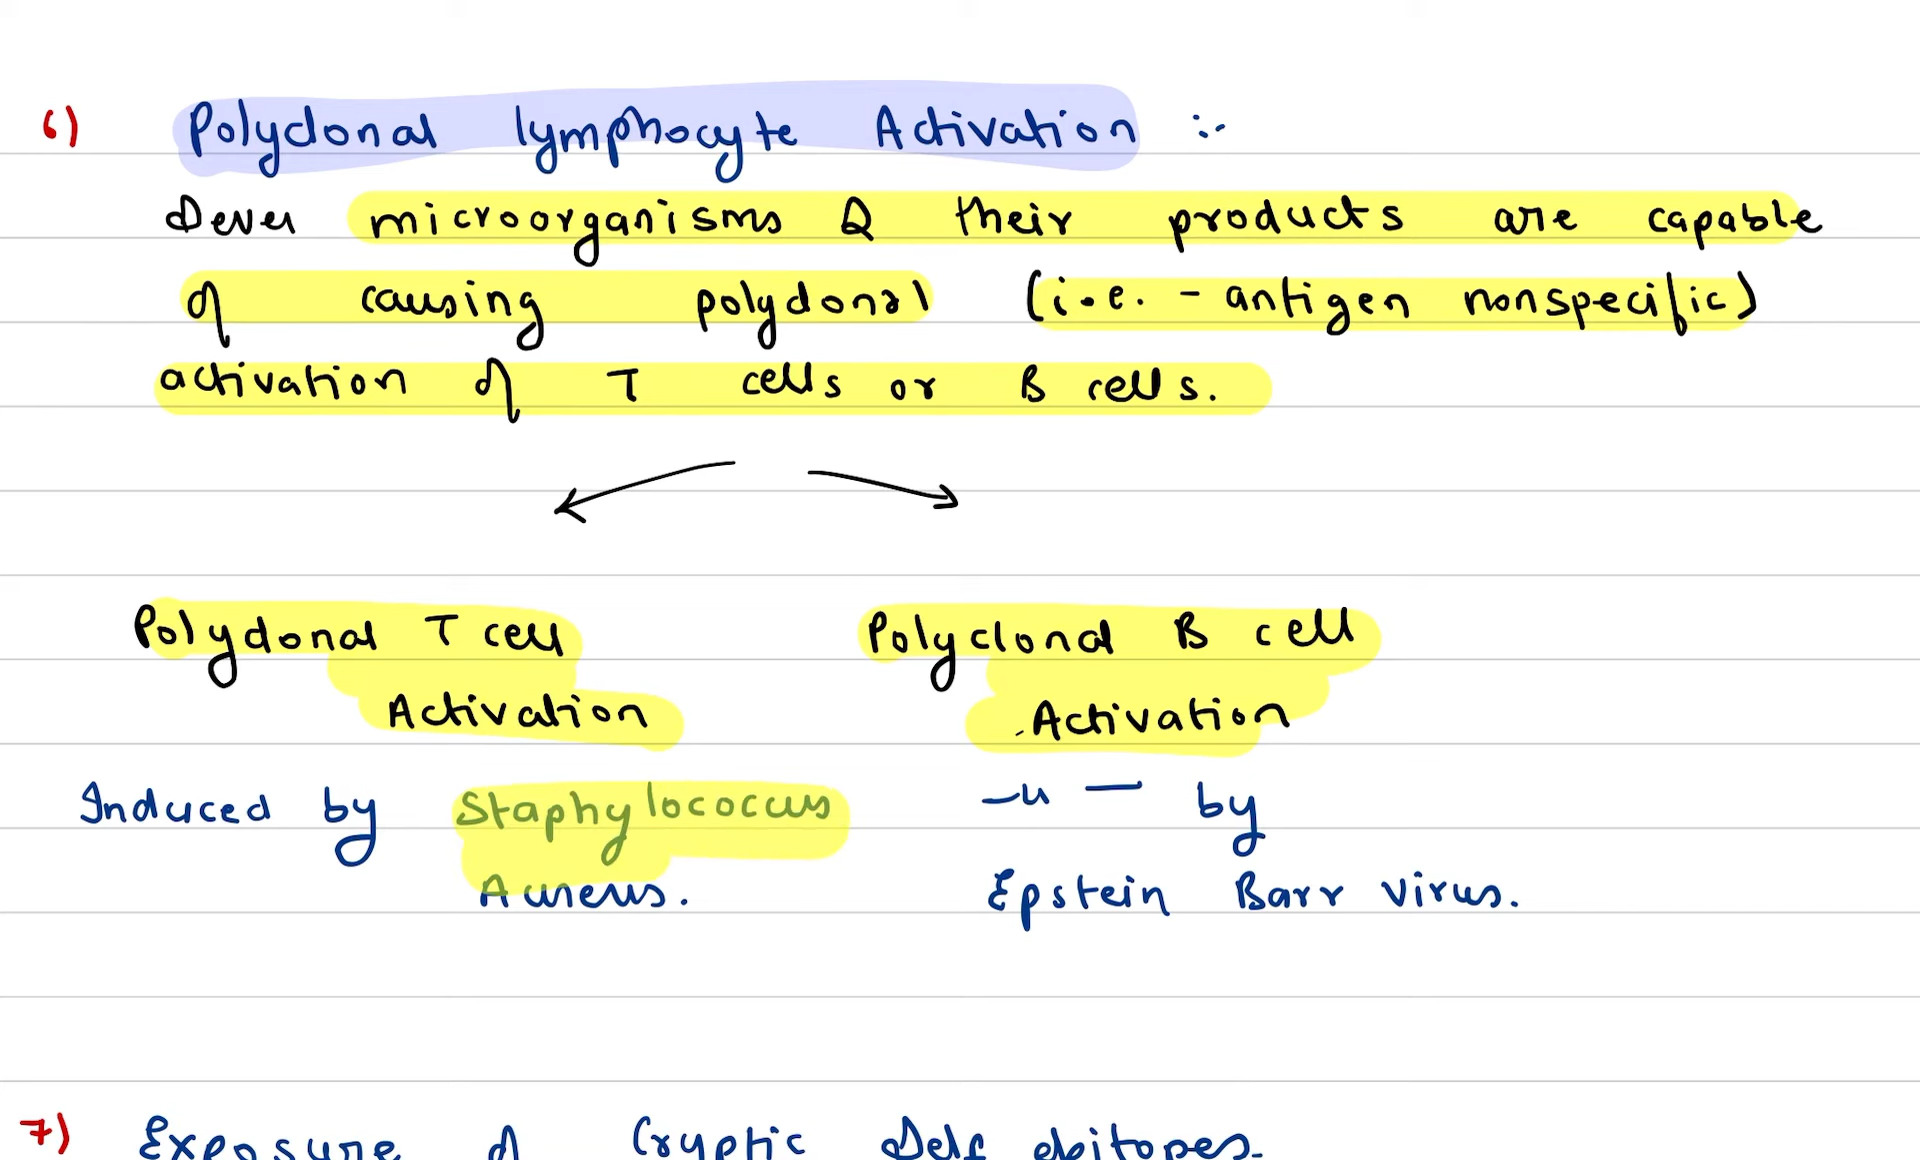 6) Polyclonal lymphocyte Activation :-
microorganisms & their products are capable
of causing polyclonal (i.e. - antigen nonspecific)
activation of T cells or B cells.
Polyclonal T cell
Activation
Polyclonal B cell
Activation
Induced by Staphylococcus
Aureus.
–〃– by
Epstein Barr virus.
7) Exposure of Cryptic Self epitopes.